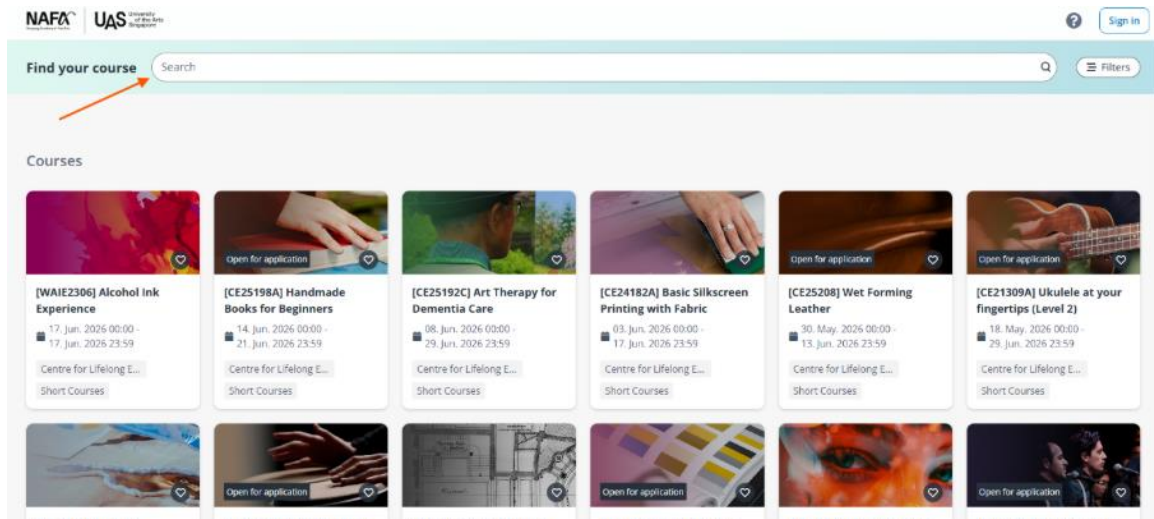 NAFA
UAS University of the Arts Singapore
? Sign in
Find your course Search Filters
Courses
Open for application
Open for application
Open for application
[WAIE2306] Alcohol Ink
Experience
17. Jun. 2026 00:00 -
17. Jun. 2026 23:59
Centre for Lifelong E...
Short Courses
[CE25198A] Handmade
Books for Beginners
14. Jun. 2026 00:00 -
21. Jun. 2026 23:59
Centre for Lifelong E...
Short Courses
[CE25192C] Art Therapy for
Dementia Care
08. Jun. 2026 00:00 -
29. Jun. 2026 23:59
Centre for Lifelong E...
Short Courses
[CE24182A] Basic Silkscreen
Printing with Fabric
03. Jun. 2026 00:00 -
17. Jun. 2026 23:59
Centre for Lifelong E...
Short Courses
[CE25208] Wet Forming
Leather
30. May. 2026 00:00 -
13. Jun. 2026 23:59
Centre for Lifelong E...
Short Courses
[CE21309A] Ukulele at your
fingertips (Level 2)
18. May. 2026 00:00 -
29. Jun. 2026 23:59
Centre for Lifelong E...
Short Courses
Open for application
Open for application
Open for application